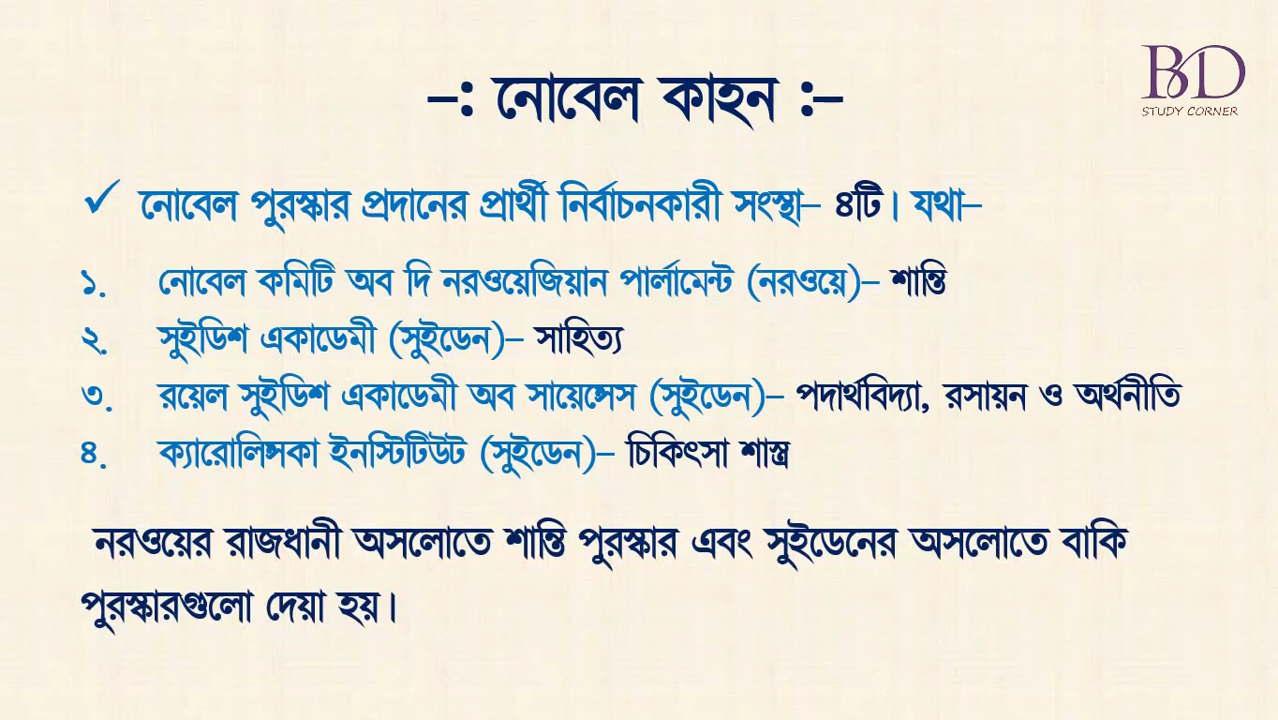 –: নোবেল কাহন :–
BD
STUDY CORNER
✓ নোবেল পুরস্কার প্রদানের প্রার্থী নির্বাচনকারী সংস্থা– ৪টি। যথা–
১. নোবেল কমিটি অব দি নরওয়েজিয়ান পার্লামেন্ট (নরওয়ে)– শান্তি
২. সুইডিশ একাডেমী (সুইডেন)– সাহিত্য
৩. রয়েল সুইডিশ একাডেমী অব সায়েন্সেস (সুইডেন)– পদার্থবিদ্যা, রসায়ন ও অর্থনীতি
৪. ক্যারোলিন্সকা ইনস্টিটিউট (সুইডেন)– চিকিৎসা শাস্ত্র
নরওয়ের রাজধানী অসলোতে শান্তি পুরস্কার এবং সুইডেনের অসলোতে বাকি
পুরস্কারগুলো দেয়া হয়।